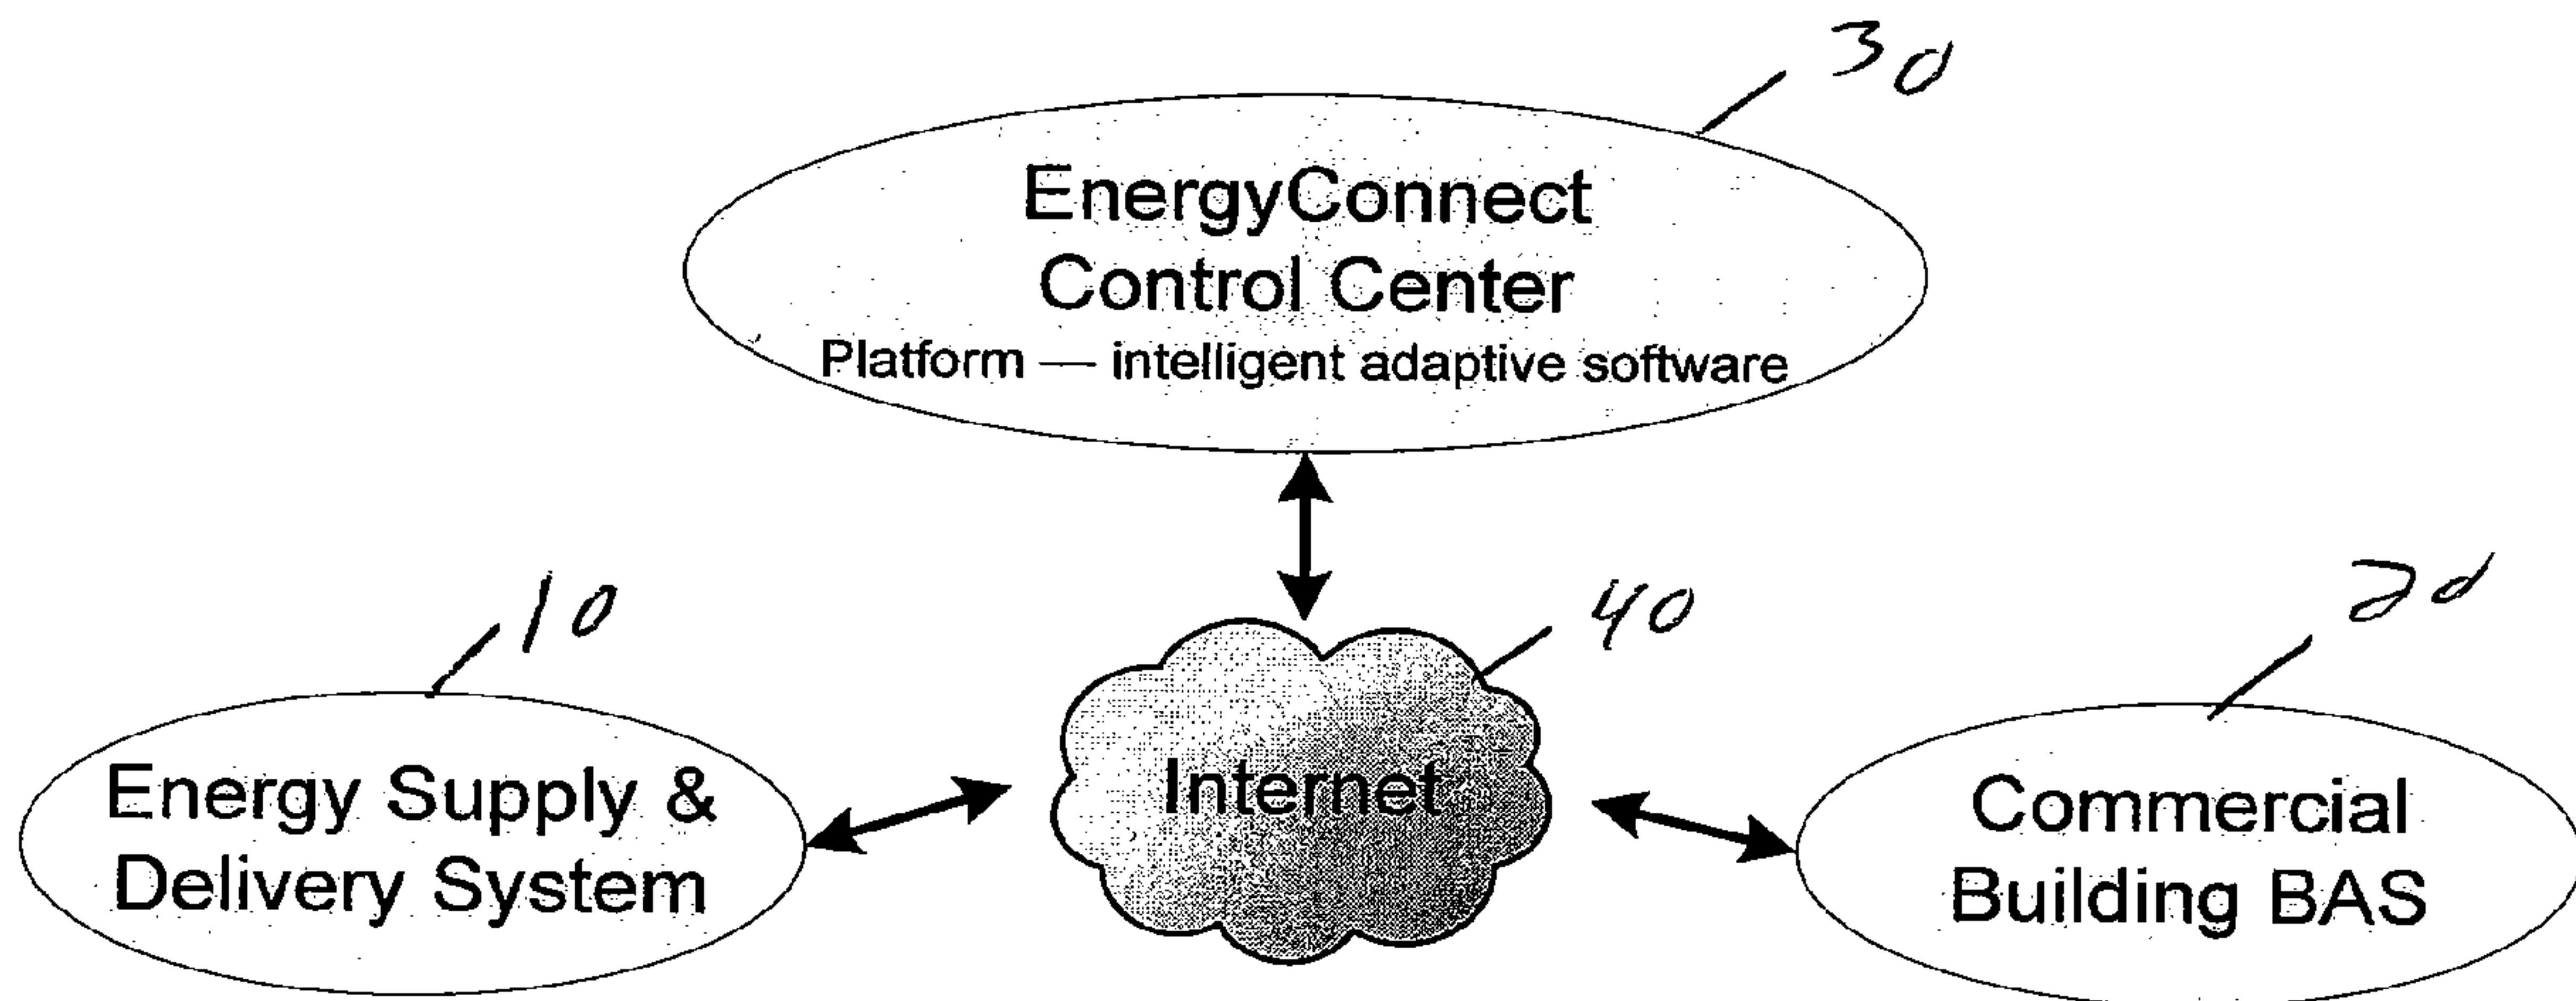 30
EnergyConnect
Control Center
Platform — intelligent adaptive software
10
40
20
Energy Supply &
Delivery System
Internet
Commercial
Building BAS